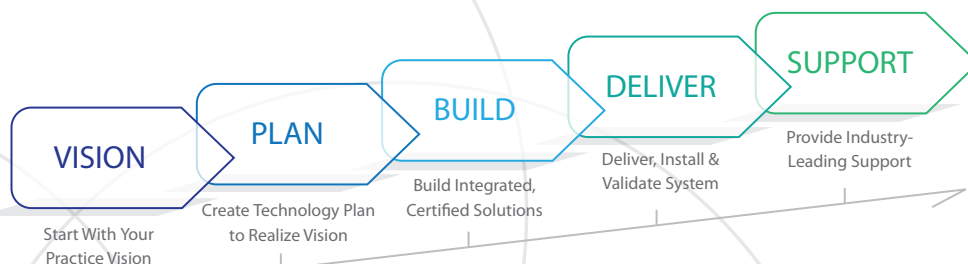 VISION
Start With Your
Practice Vision
PLAN
Create Technology Plan
to Realize Vision
BUILD
Build Integrated,
Certified Solutions
DELIVER
Deliver, Install &
Validate System
SUPPORT
Provide Industry-
Leading Support